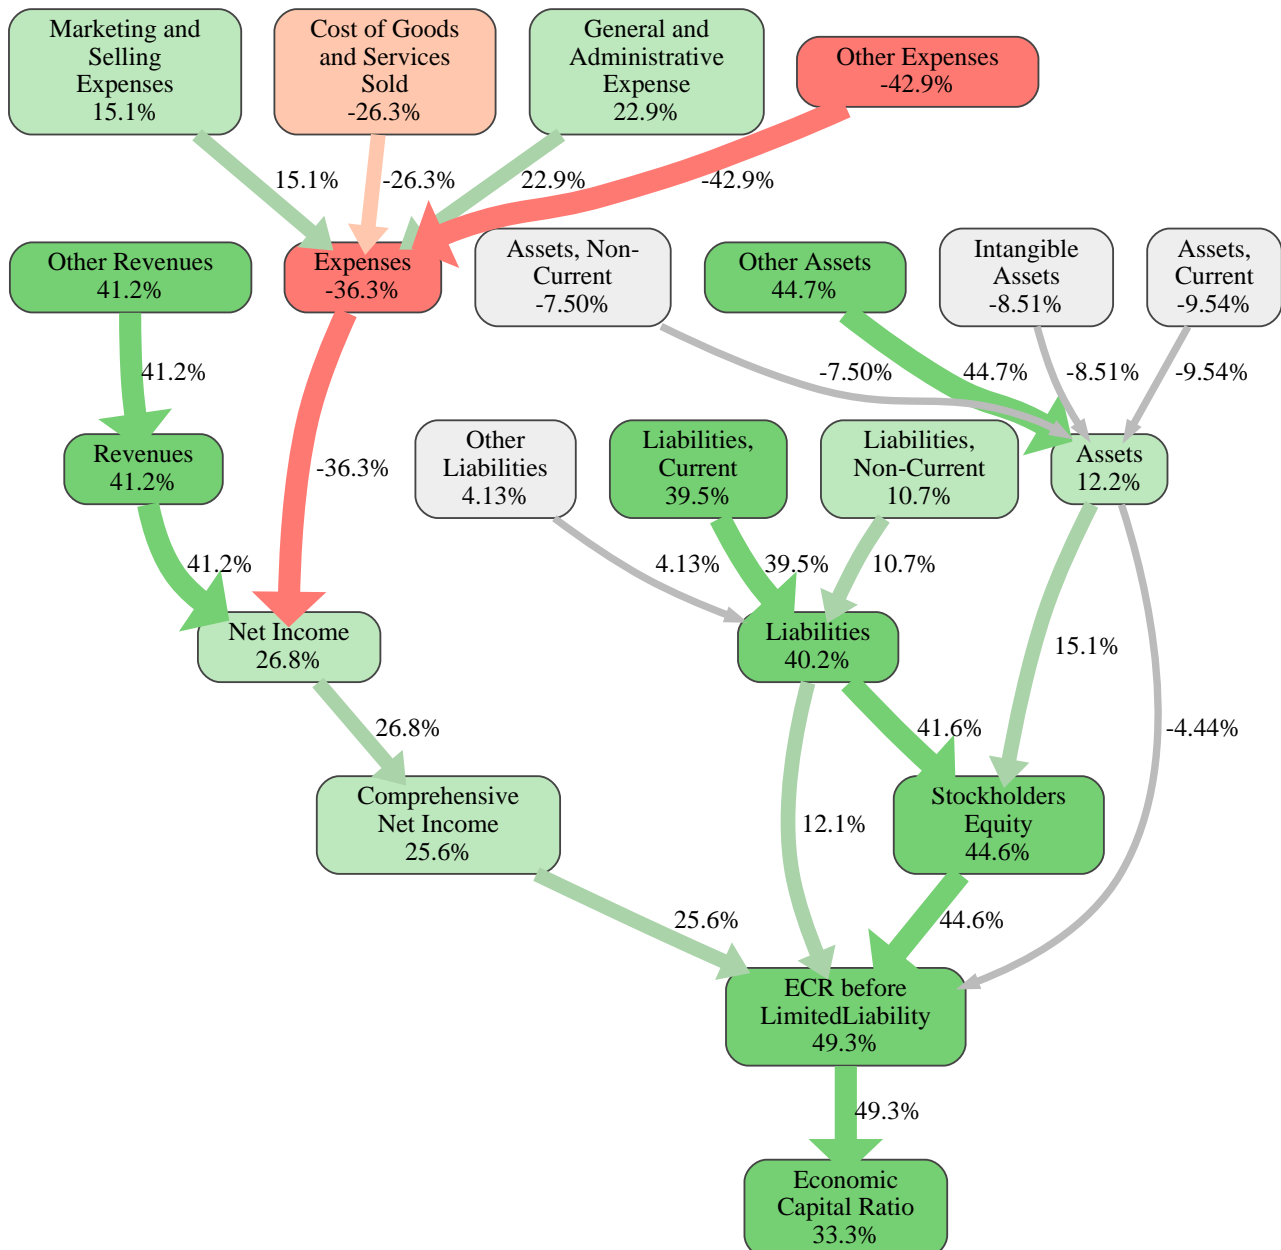 Marketing and
Selling
Expenses
15.1%
Cost of Goods
and Services
Sold
-26.3%
General and
Administrative
Expense
22.9%
Other Expenses
-42.9%
15.1%
-26.3%
22.9%
-42.9%
Other Revenues
41.2%
Expenses
-36.3%
Assets, Non-
Current
-7.50%
Other Assets
44.7%
Intangible
Assets
-8.51%
Assets,
Current
-9.54%
41.2%
-36.3%
-7.50%
44.7%
-8.51%
-9.54%
Revenues
41.2%
Other
Liabilities
4.13%
Liabilities,
Current
39.5%
Liabilities,
Non-Current
10.7%
Assets
12.2%
41.2%
4.13%
39.5%
10.7%
15.1%
-4.44%
Net Income
26.8%
Liabilities
40.2%
26.8%
41.6%
12.1%
Comprehensive
Net Income
25.6%
Stockholders
Equity
44.6%
25.6%
44.6%
ECR before
LimitedLiability
49.3%
49.3%
Economic
Capital Ratio
33.3%